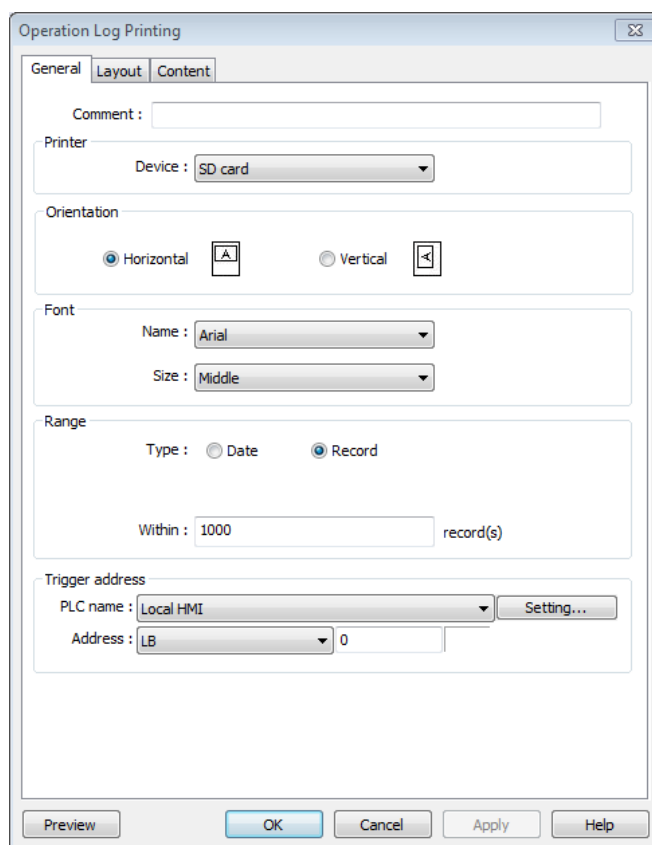 Operation Log Printing
General Layout Content
Comment :
Printer
Device : SD card
Orientation
Horizontal A Vertical A
Font
Name : Arial
Size : Middle
Range
Type : Date Record
Within : 1000 record(s)
Trigger address
PLC name : Local HMI Setting...
Address : LB 0
Preview OK Cancel Apply Help